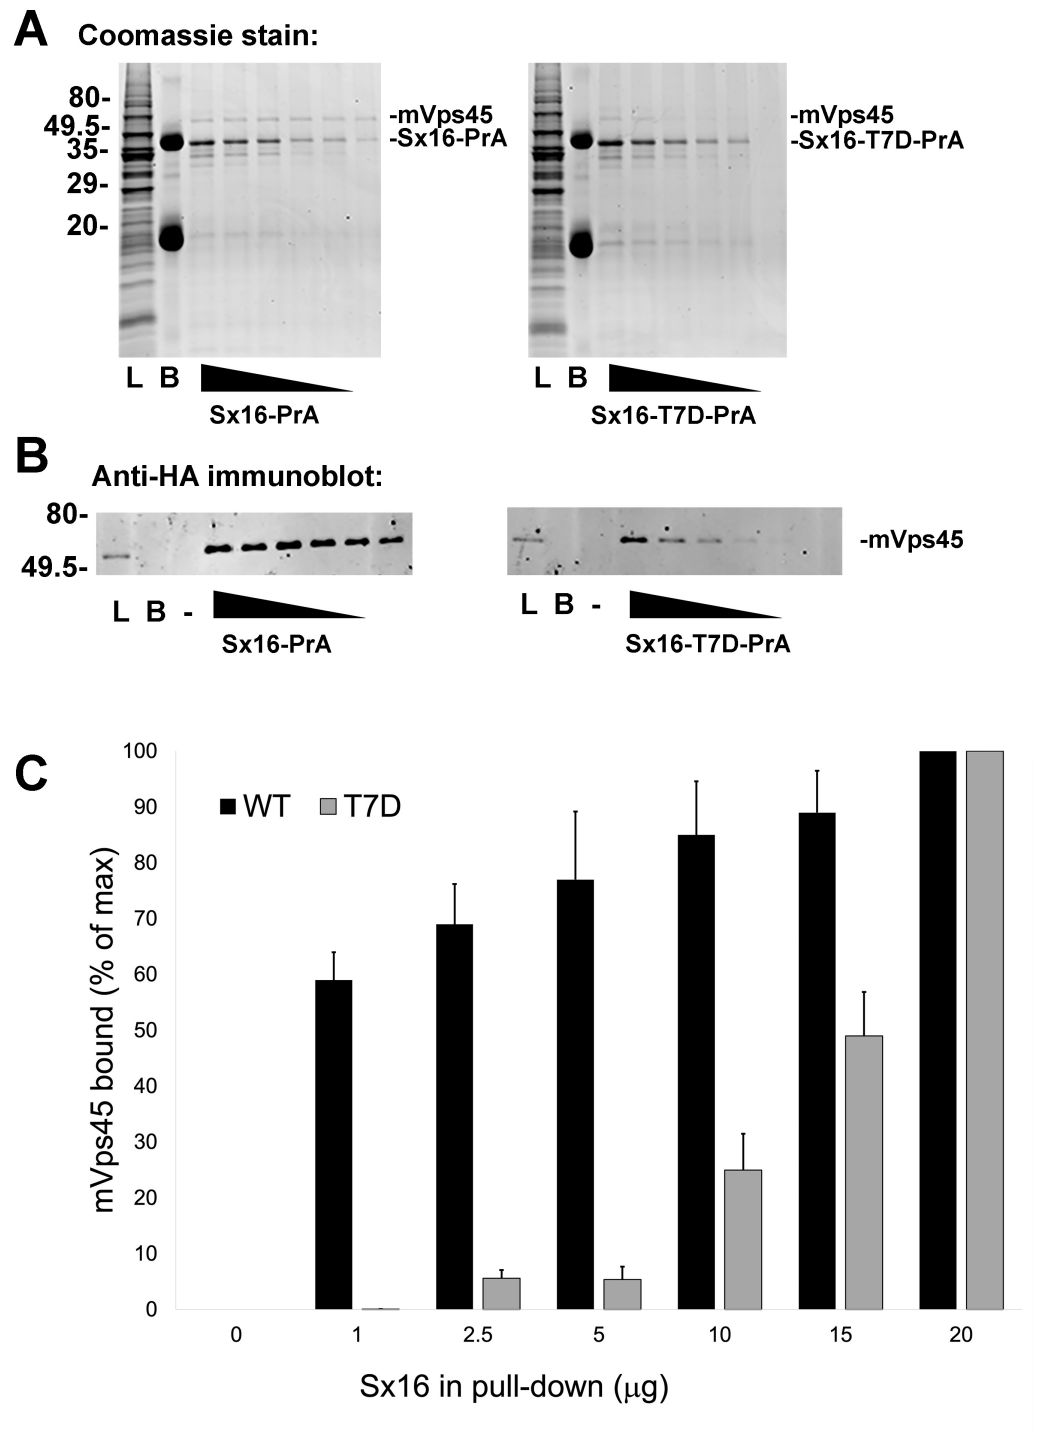 A Coomassie stain:
80-
49.5-
35-
29-
20-
-mVps45
-Sx16-PrA
-mVps45
-Sx16-T7D-PrA
L B
Sx16-PrA
L B
Sx16-T7D-PrA
B
Anti-HA immunoblot:
80-
49.5-
-mVps45
L B -
Sx16-PrA
L B -
Sx16-T7D-PrA
C
mVps45 bound (% of max)
100
90
80
70
60
50
40
30
20
10
0
WT T7D
0 1 2.5 5 10 15 20
Sx16 in pull-down (μg)